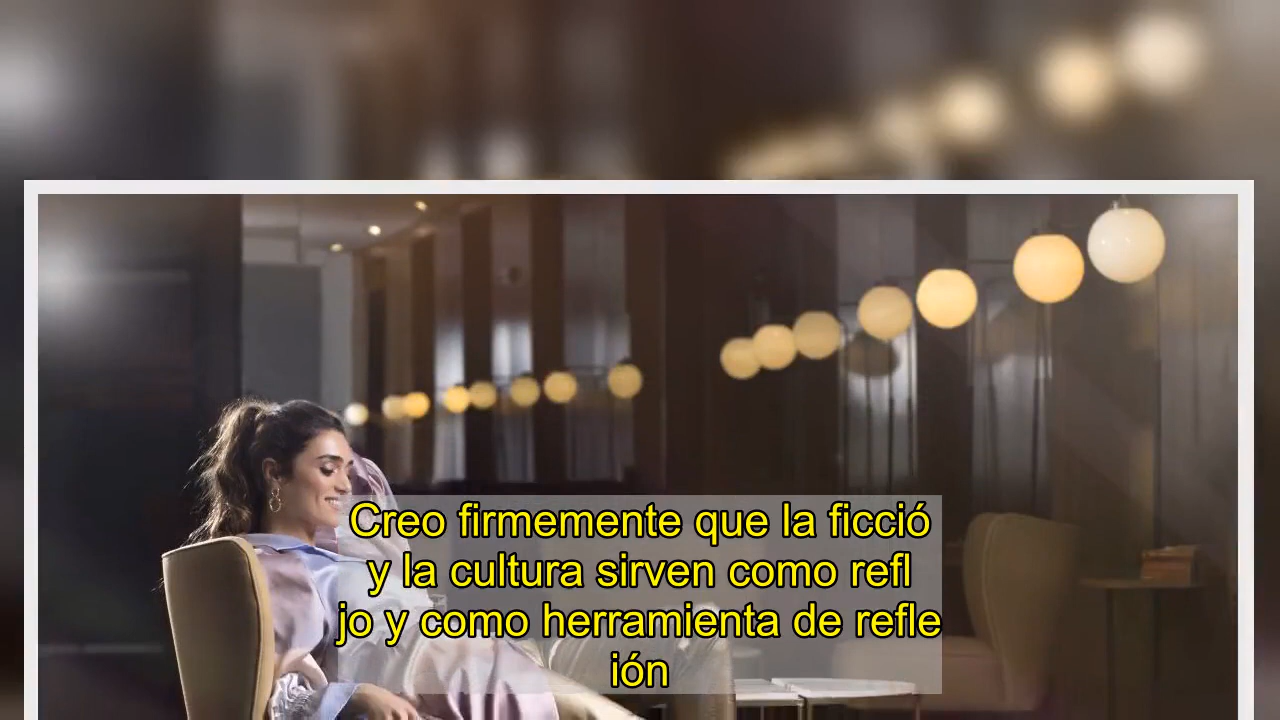 Creo firmemente que la ficció
y la cultura sirven como refl
jo y como herramienta de refle
ión